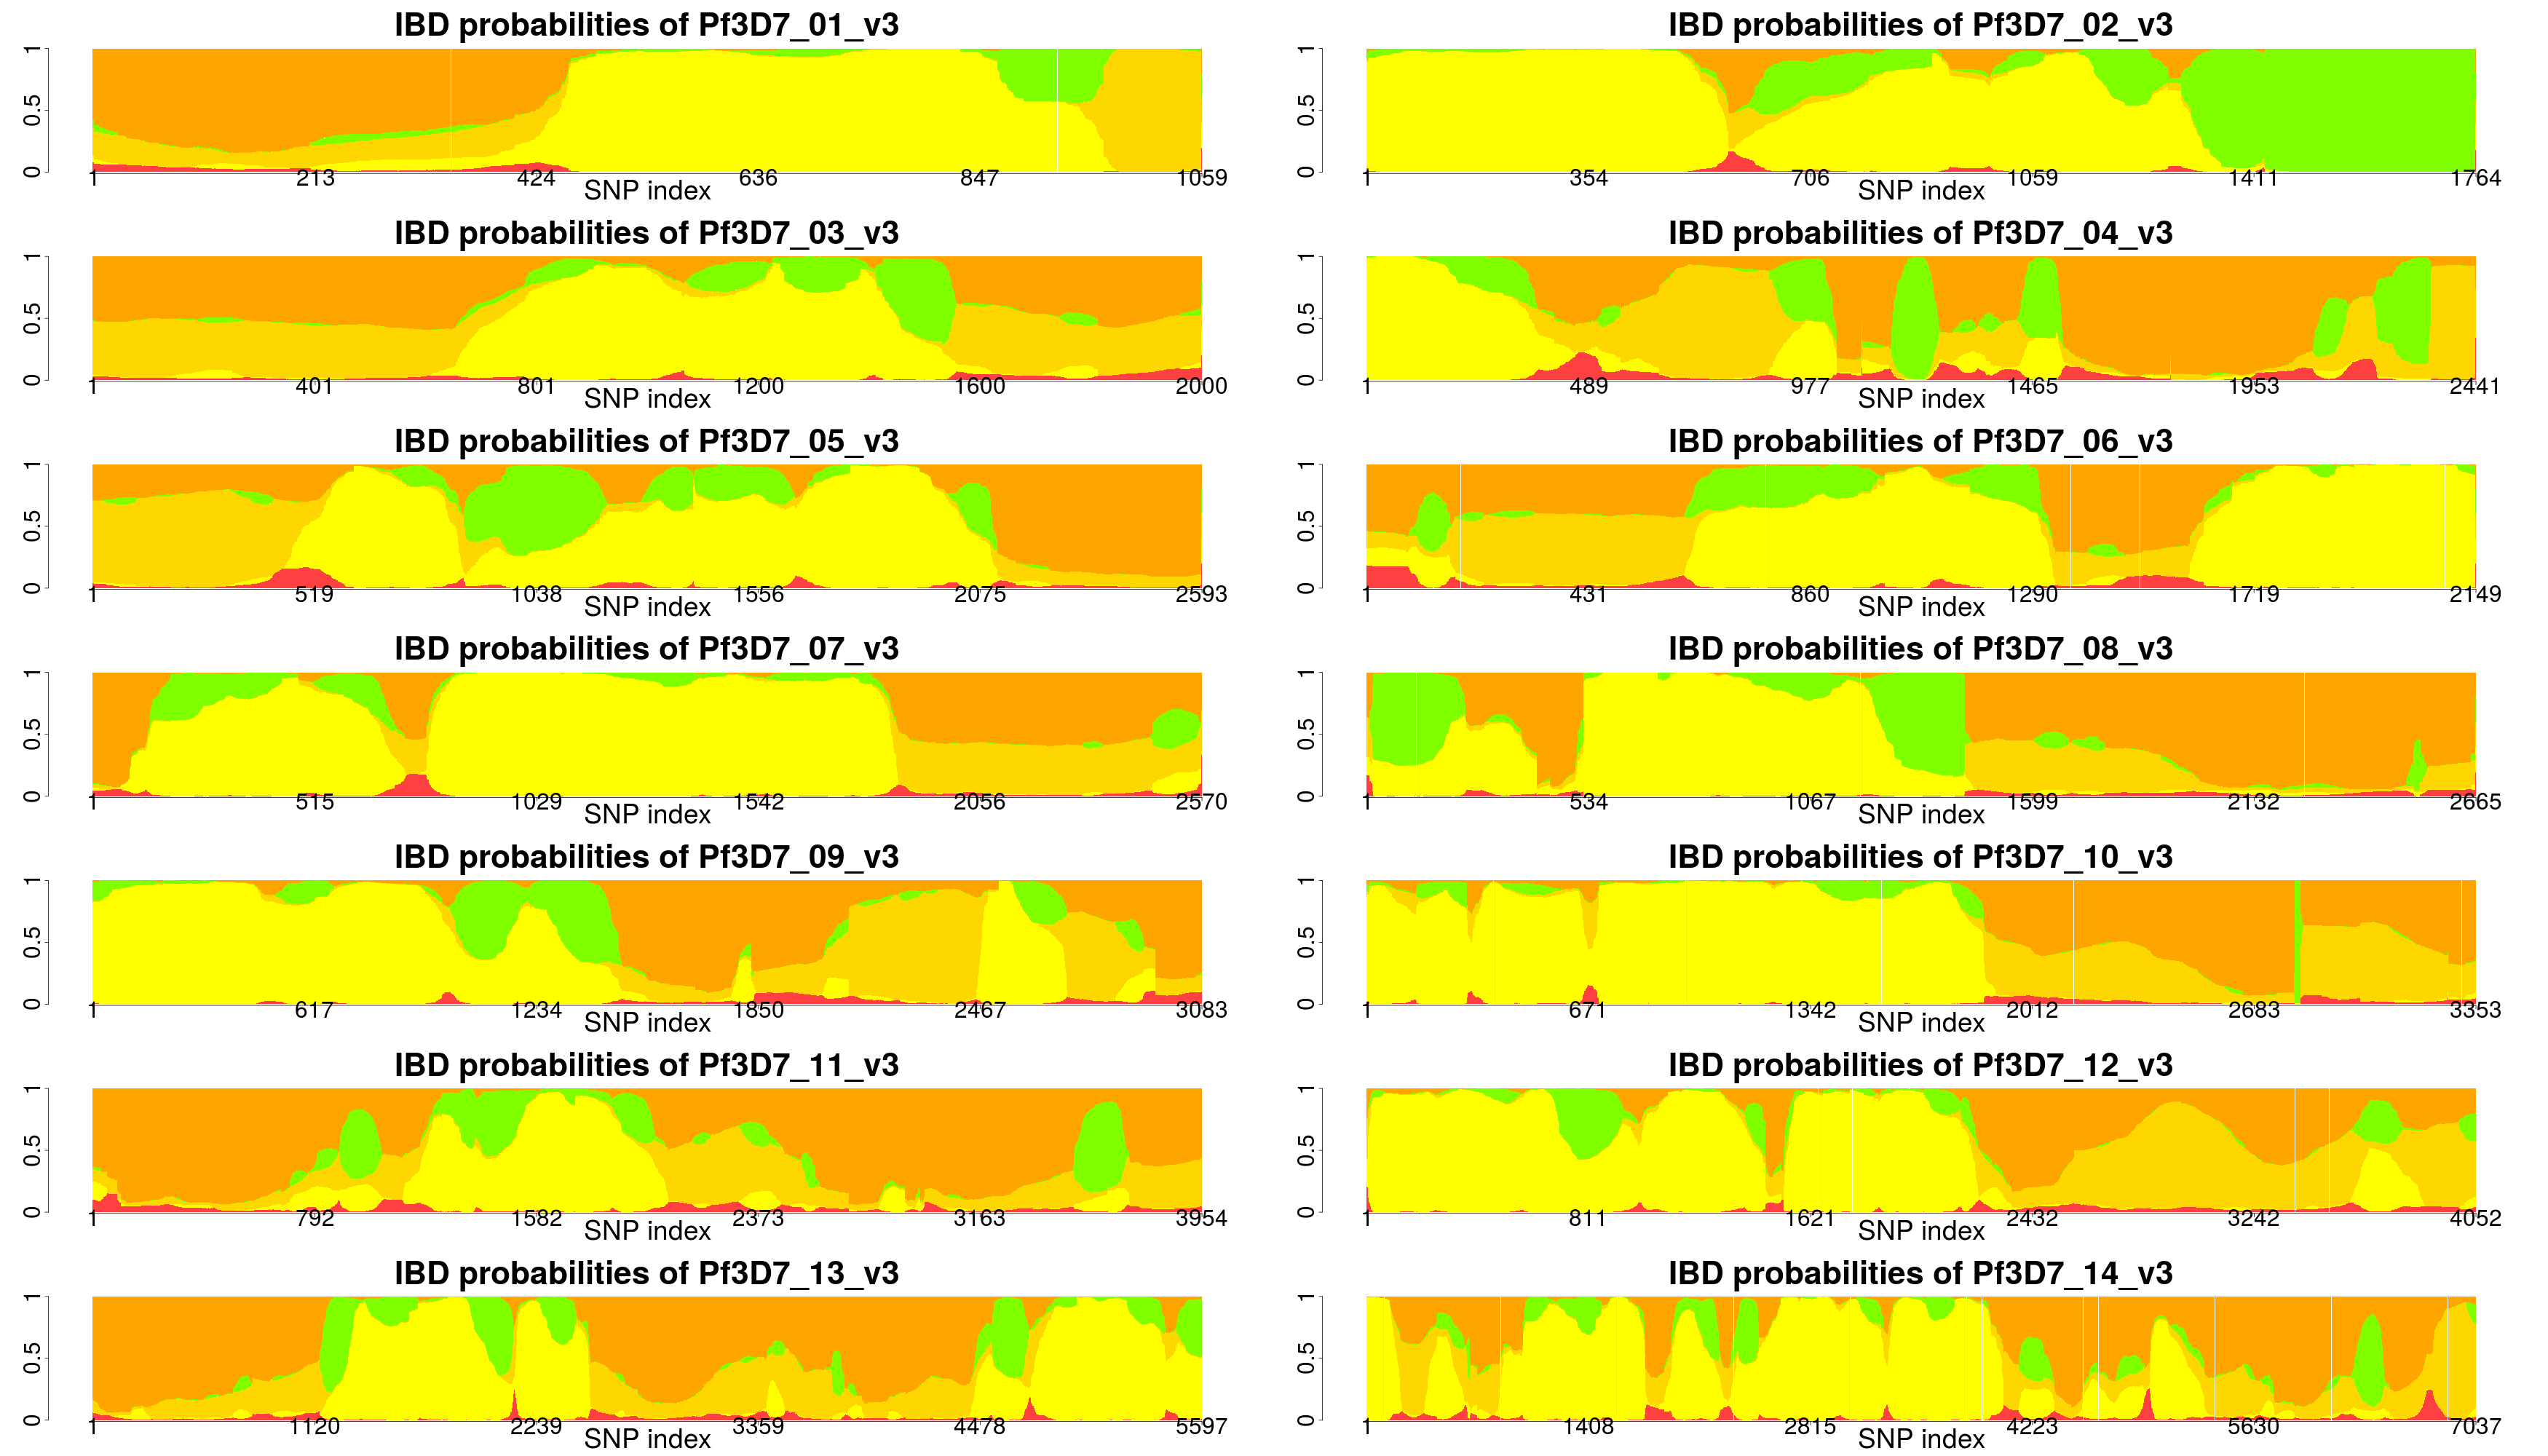 IBD probabilities of Pf3D7_01_v3
0 0.5 1
1 213 424 636 847 1059
SNP index
IBD probabilities of Pf3D7_02_v3
0 0.5 1
1 354 706 1059 1411 1764
SNP index
IBD probabilities of Pf3D7_03_v3
0 0.5 1
1 401 801 1200 1600 2000
SNP index
IBD probabilities of Pf3D7_04_v3
0 0.5 1
1 489 977 1465 1953 2441
SNP index
IBD probabilities of Pf3D7_05_v3
0 0.5 1
1 519 1038 1556 2075 2593
SNP index
IBD probabilities of Pf3D7_06_v3
0 0.5 1
1 431 860 1290 1719 2149
SNP index
IBD probabilities of Pf3D7_07_v3
0 0.5 1
1 515 1029 1542 2056 2570
SNP index
IBD probabilities of Pf3D7_08_v3
0 0.5 1
1 534 1067 1599 2132 2665
SNP index
IBD probabilities of Pf3D7_09_v3
0 0.5 1
1 617 1234 1850 2467 3083
SNP index
IBD probabilities of Pf3D7_10_v3
0 0.5 1
1 671 1342 2012 2683 3353
SNP index
IBD probabilities of Pf3D7_11_v3
0 0.5 1
1 792 1582 2373 3163 3954
SNP index
IBD probabilities of Pf3D7_12_v3
0 0.5 1
1 811 1621 2432 3242 4052
SNP index
IBD probabilities of Pf3D7_13_v3
0 0.5 1
1 1120 2239 3359 4478 5597
SNP index
IBD probabilities of Pf3D7_14_v3
0 0.5 1
1 1408 2815 4223 5630 7037
SNP index